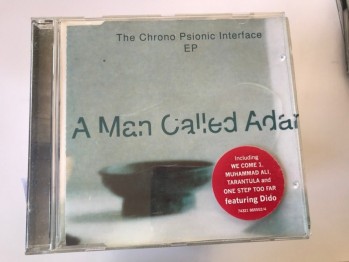 The Chrono Psionic Interface
EP
A Man Called Adam
Including
WE COME 1,
MUHAMMAD ALI,
TARANTULA and
ONE STEP TOO FAR
featuring Dido